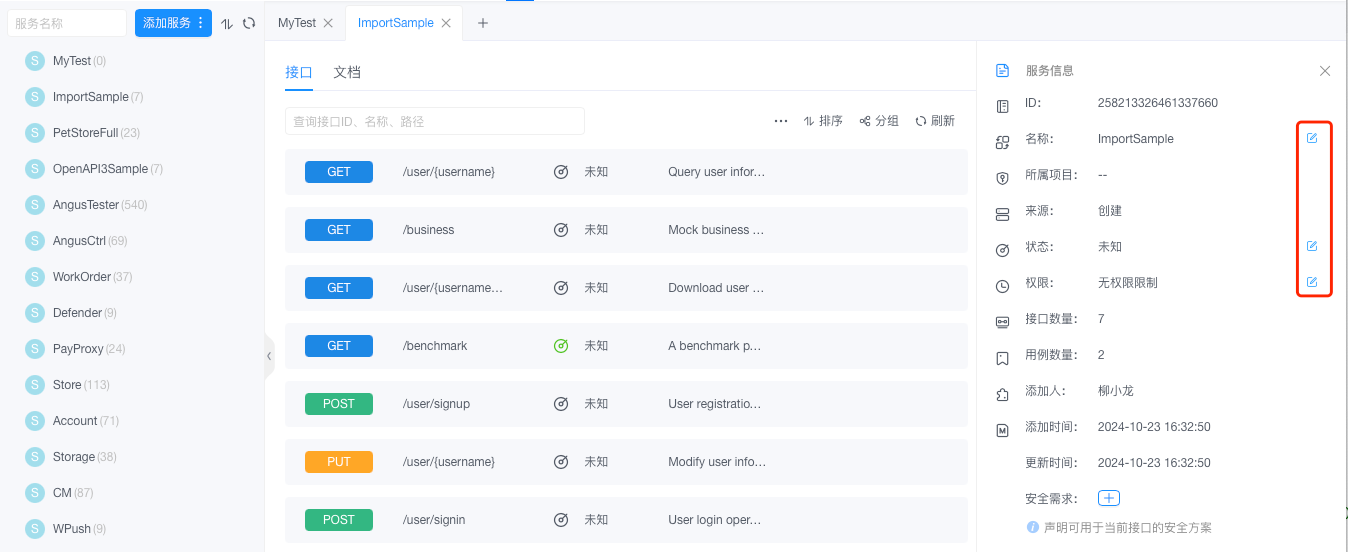 服务名称
添加服务
S MyTest(0)
S ImportSample(7)
S PetStoreFull(23)
S OpenAPI3Sample(7)
S AngusTester(540)
S AngusCtrl(69)
S WorkOrder(37)
S Defender(9)
S PayProxy(24)
S Store(113)
S Account(71)
S Storage(38)
S CM(87)
S WPush(9)
MyTest ImportSample
接口 文档
查询接口ID、名称、路径 排序 分组 刷新
GET /user/{username} 未知 Query user infor...
GET /business 未知 Mock business ...
GET /user/{username... 未知 Download user ...
GET /benchmark 未知 A benchmark p...
POST /user/signup 未知 User registratio...
PUT /user/{username} 未知 Modify user info...
POST /user/signin 未知 User login oper...
服务信息
ID: 258213326461337660
名称: ImportSample
所属项目: --
来源: 创建
状态: 未知
权限: 无权限限制
接口数量: 7
用例数量: 2
添加人: 柳小龙
添加时间: 2024-10-23 16:32:50
更新时间: 2024-10-23 16:32:50
安全需求:
声明可用于当前接口的安全方案